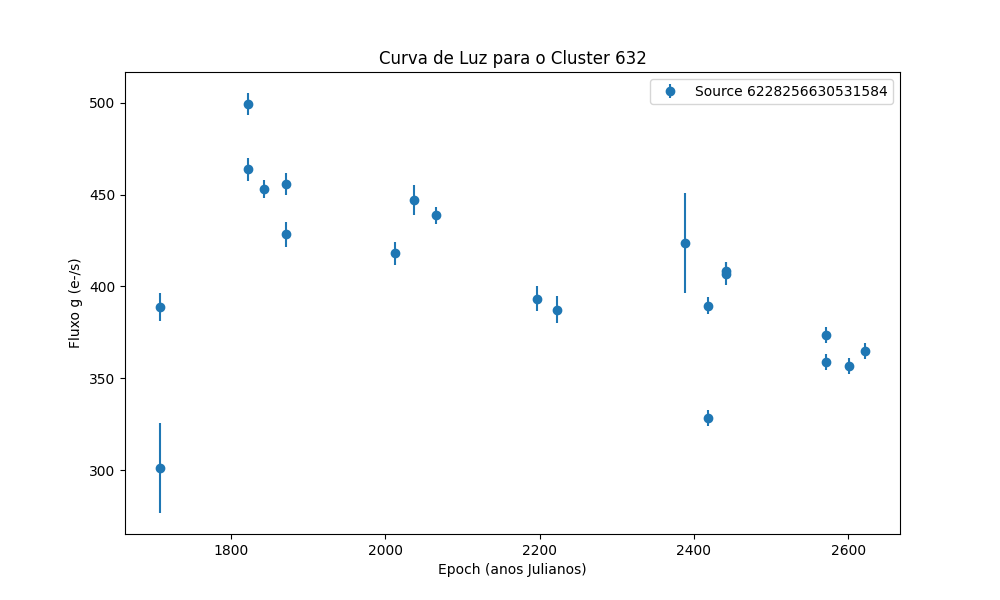 Curva de Luz para o Cluster 632
Source 6228256630531584
Fluxo g (e-/s)
500
450
400
350
300
1800 2000 2200 2400 2600
Epoch (anos Julianos)